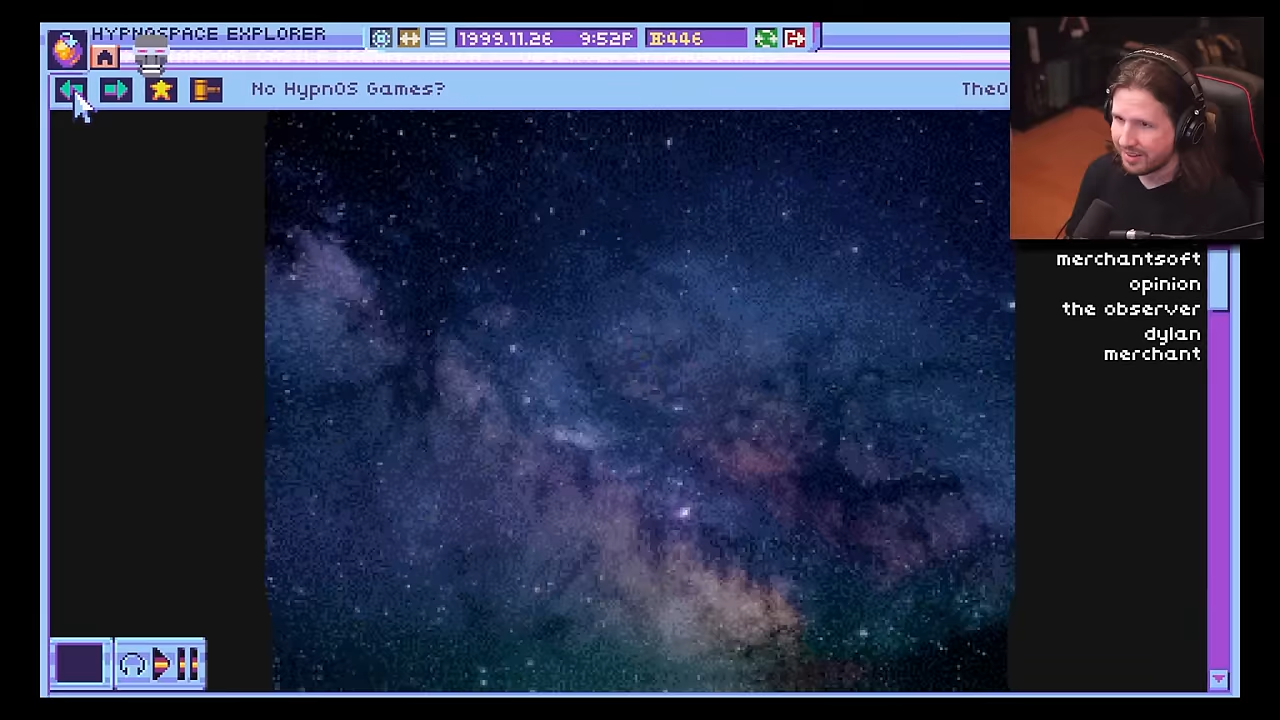 HYPNOSPACE EXPLORER
1999.11.26 9:52P
446
No HypnOS Games?
TheO
merchantsoft
opinion
the observer
dylan
merchant